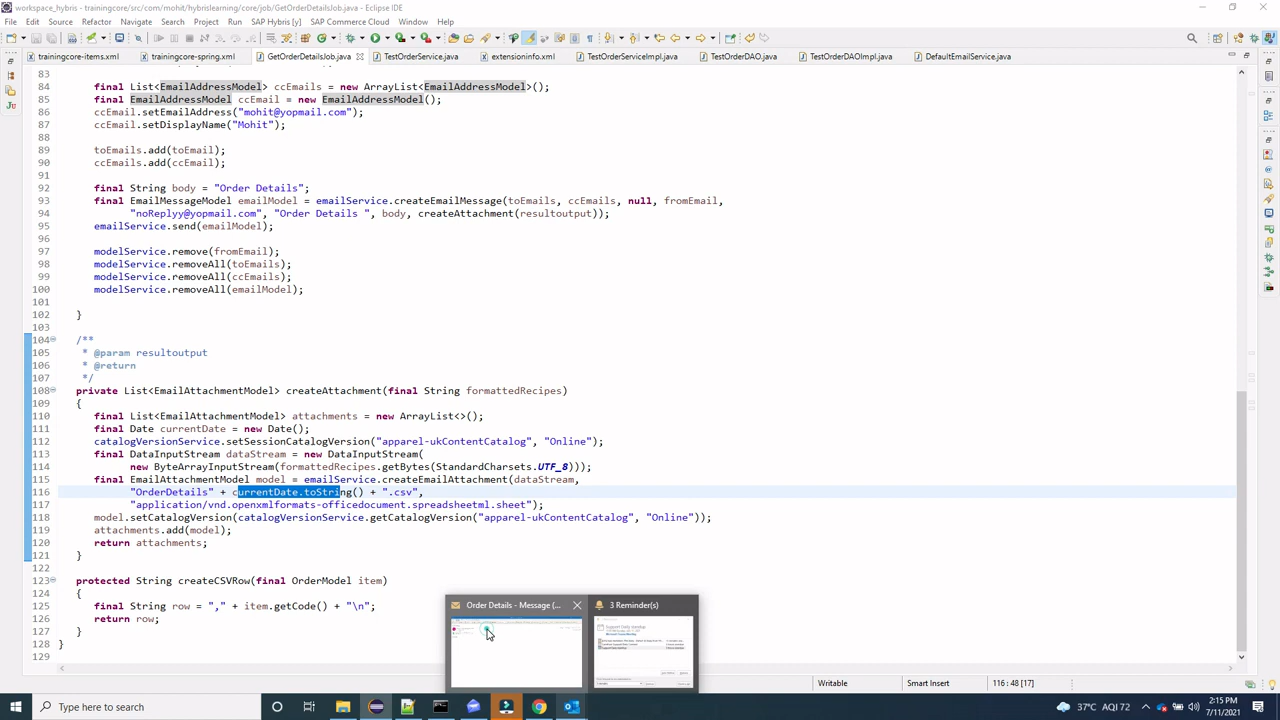 workspace_hybris - trainingcore/src/com/mohit/hybrislearning/core/job/GetOrderDetailsJob.java - Eclipse IDE
File Edit Source Refactor Navigate Search Project Run SAP Hybris [y] SAP Commerce Cloud Window Help
trainingcore-items.xml trainingcore-spring.xml GetOrderDetailsJob.java TestOrderService.java extensioninfo.xml TestOrderServiceImpl.java TestOrderDAO.java TestOrderDAOImpl.java DefaultEmailService.java
83
84 final List<EmailAddressModel> ccEmails = new ArrayList<EmailAddressModel>();
85 final EmailAddressModel ccEmail = new EmailAddressModel();
86 ccEmail.setEmailAddress("mohit@yopmail.com");
87 ccEmail.setDisplayName("Mohit");
88
89 toEmails.add(toEmail);
90 ccEmails.add(ccEmail);
91
92 final String body = "Order Details";
93 final EmailMessageModel emailModel = emailService.createEmailMessage(toEmails, ccEmails, null, fromEmail,
94 "noReplyy@yopmail.com", "Order Details ", body, createAttachment(resultoutput));
95 emailService.send(emailModel);
96
97 modelService.remove(fromEmail);
98 modelService.removeAll(toEmails);
99 modelService.removeAll(ccEmails);
100 modelService.removeAll(emailModel);
101
102 }
103
104 /**
105 * @param resultoutput
106 * @return
107 */
108 private List<EmailAttachmentModel> createAttachment(final String formattedRecipes)
109 {
110 final List<EmailAttachmentModel> attachments = new ArrayList<>();
111 final Date currentDate = new Date();
112 catalogVersionService.setSessionCatalogVersion("apparel-ukContentCatalog", "Online");
113 final DataInputStream dataStream = new DataInputStream(
114 new ByteArrayInputStream(formattedRecipes.getBytes(StandardCharsets.UTF_8)));
115 final EmailAttachmentModel model = emailService.createEmailAttachment(dataStream,
116 "OrderDetails" + currentDate.toString() + ".csv",
117 "application/vnd.openxmlformats-officedocument.spreadsheetml.sheet");
118 model.setCatalogVersion(catalogVersionService.getCatalogVersion("apparel-ukContentCatalog", "Online"));
119 attachments.add(model);
120 return attachments;
121 }
122
123 protected String createCSVRow(final OrderModel item)
124 {
125 final String row = "," + item.getCode() + "\n";
126 return row;
127 }
128 }
129
Order Details - Message (...
3 Reminder(s)
Support Daily standup
Writable Smart Insert 116 : 48 [17]
Type here to search
37°C AQI 72
2:15 PM
7/11/2021